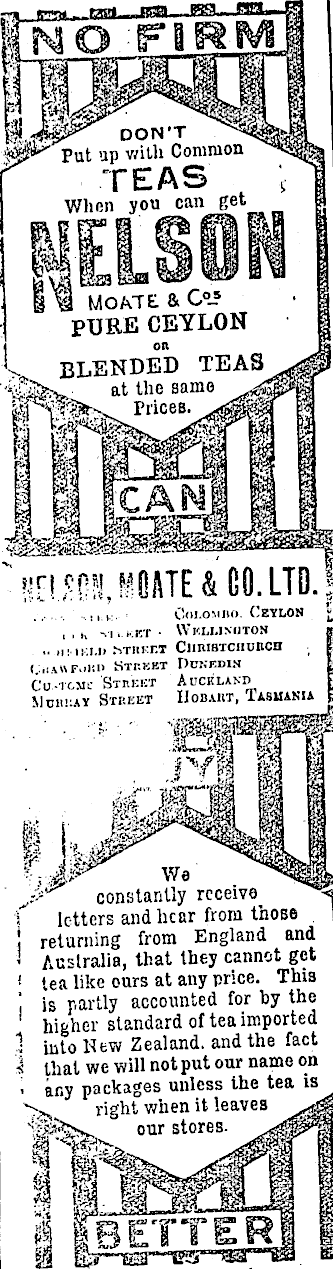 NO FIRM
DON'T
Put up with Common
TEAS
When you can get
NELSON
MOATE & Cos
PURE CEYLON
OR
BLENDED TEAS
at the same
Prices.
CAN
NELSON, MOATE & CO. LTD.
COLOMBO, CEYLON
STREET - WELLINGTON
STREET CHRISTCHURCH
CRAWFORD STREET DUNEDIN
CUSTOMS STREET AUCKLAND
MURRAY STREET HOBART, TASMANIA
We
constantly receive
letters and hear from those
returning from England and
Australia, that they cannot get
tea like ours at any price. This
is partly accounted for by the
higher standard of tea imported
into New Zealand. and the fact
that we will not put our name on
any packages unless the tea is
right when it leaves
our stores.
BETTER